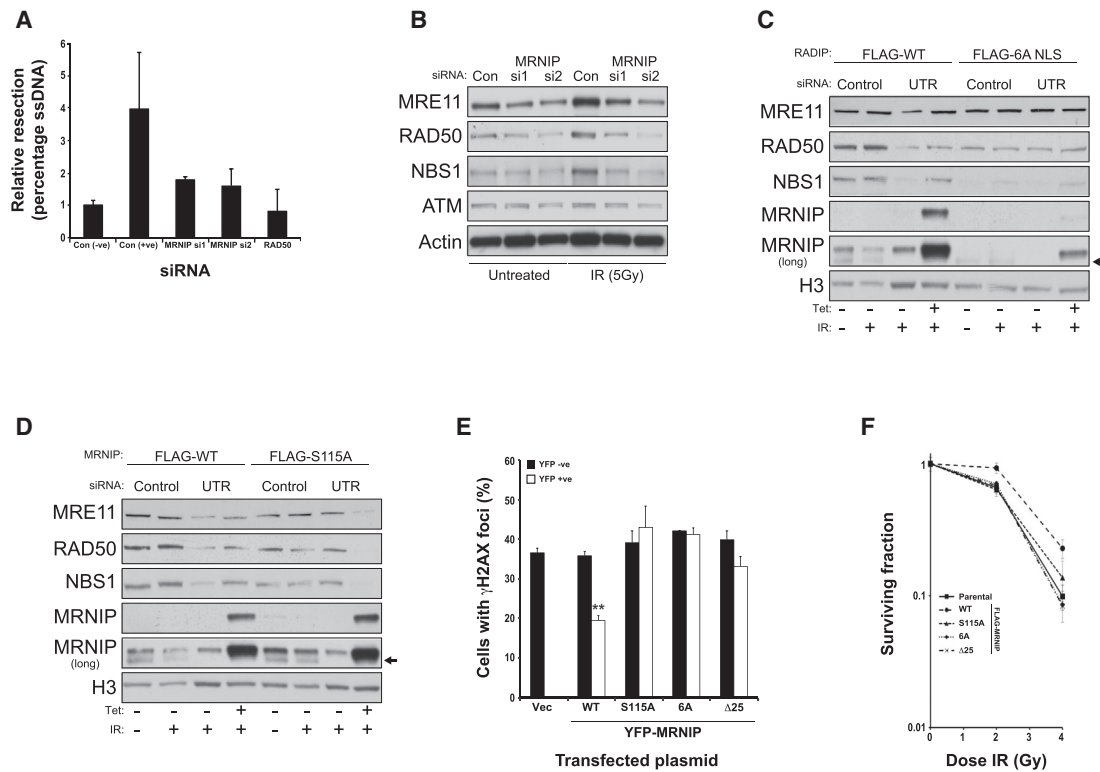 A
Relative resection
(percentage ssDNA)
6
5
4
3
2
1
0
Con (-ve) Con (+ve) MRNIP si1 MRNIP si2 RAD50
siRNA
B
MRNIP MRNIP
siRNA: Con si1 si2 Con si1 si2
MRE11
RAD50
NBS1
ATM
Actin
Untreated IR (5Gy)
C
RADIP: FLAG-WT FLAG-6A NLS
siRNA: Control UTR Control UTR
MRE11
RAD50
NBS1
MRNIP
MRNIP
(long)
H3
Tet: - - - + - - - +
IR: - + + + - + + +
D
MRNIP: FLAG-WT FLAG-S115A
siRNA: Control UTR Control UTR
MRE11
RAD50
NBS1
MRNIP
MRNIP
(long)
H3
Tet: - - - + - - - +
IR: - + + + - + + +
E
Cells with γH2AX foci (%)
60
50
40
30
20
10
0
YFP -ve
YFP +ve
**
Vec WT S115A 6A Δ25
YFP-MRNIP
Transfected plasmid
F
Surviving fraction
1
0.1
0.01
Parental
WT
S115A
6A
Δ25
FLAG-MRNIP
0 1 2 3 4
Dose IR (Gy)